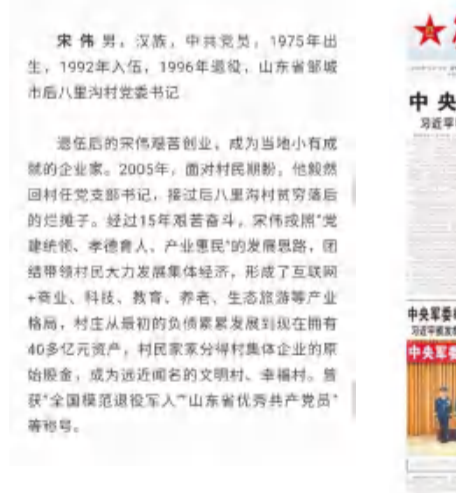 宋 伟 男，汉族，中共党员，1975年出
生，1992年入伍，1996年退役，山东省邹城
市后八里沟村党委书记
退伍后的宋伟艰苦创业，成为当地小有成
就的企业家。2005年，面对村民期盼，他毅然
回村任党支部书记，接过后八里沟村贫穷落后
的烂摊子。经过15年艰苦奋斗，宋伟按照"党
建统领、孝德育人、产业惠民"的发展思路，团
结带领村民大力发展集体经济，形成了互联网
+商业、科技、教育、养老、生态旅游等产业
格局，村庄从最初的负债累累发展到现在拥有
40多亿元资产，村民家家分得村集体企业的原
始股金，成为远近闻名的文明村、幸福村。曾
获"全国模范退役军人""山东省优秀共产党员"
等称号。
中 央
习近平
中央军委
中央军委